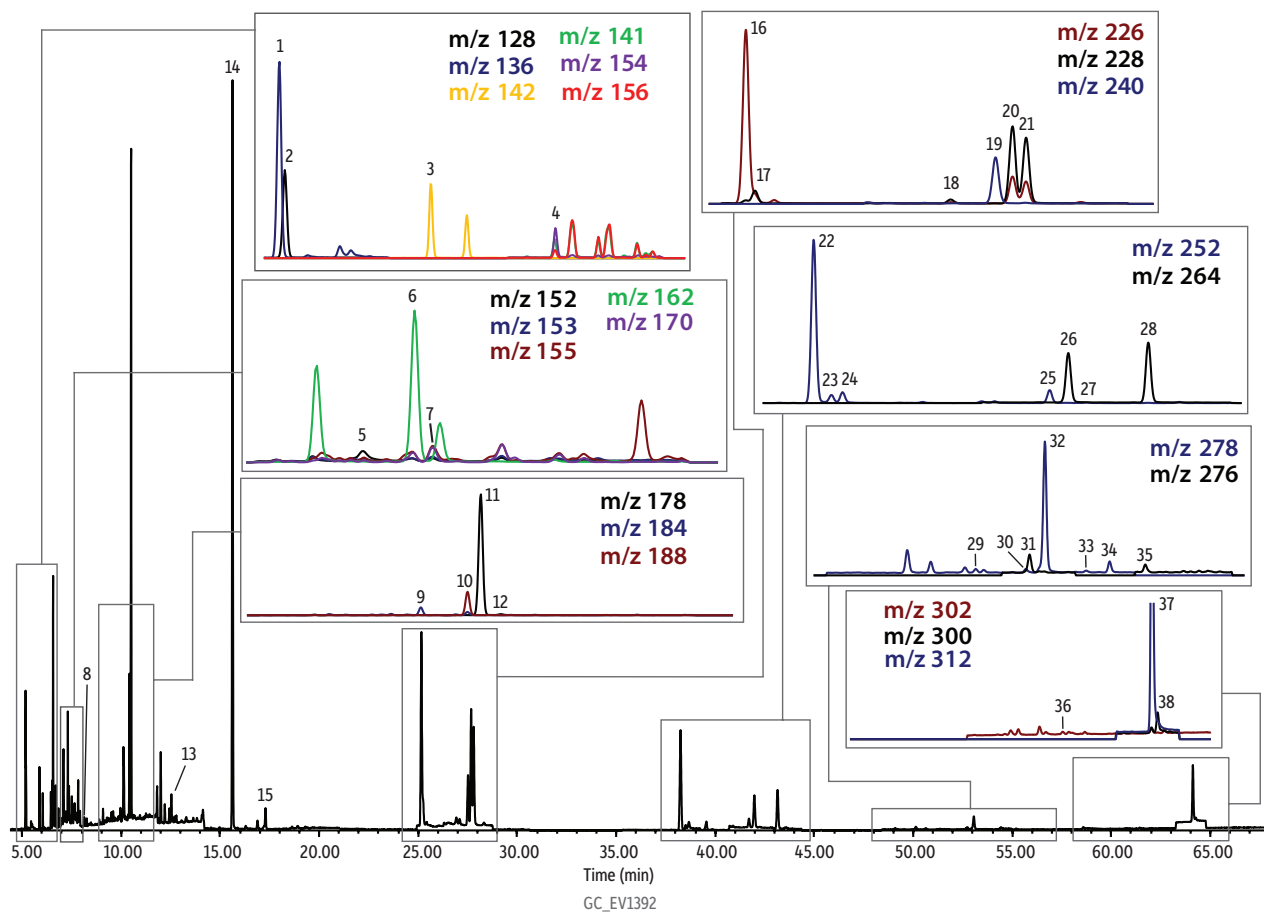 1
2
3
4
m/z 128 m/z 141
m/z 136 m/z 154
m/z 142 m/z 156
14
16
17
18
19
20
21
m/z 226
m/z 228
m/z 240
5
6
7
m/z 152 m/z 162
m/z 153 m/z 170
m/z 155
22
23
24
25
26
27
28
m/z 252
m/z 264
9
10
11
12
m/z 178
m/z 184
m/z 188
29
30
31
32
33
34
35
m/z 278
m/z 276
m/z 302
m/z 300
m/z 312
36
37
38
8
13
15
5.00 10.00 15.00 20.00 25.00 30.00 35.00 40.00 45.00 50.00 55.00 60.00 65.00
Time (min)
GC_EV1392